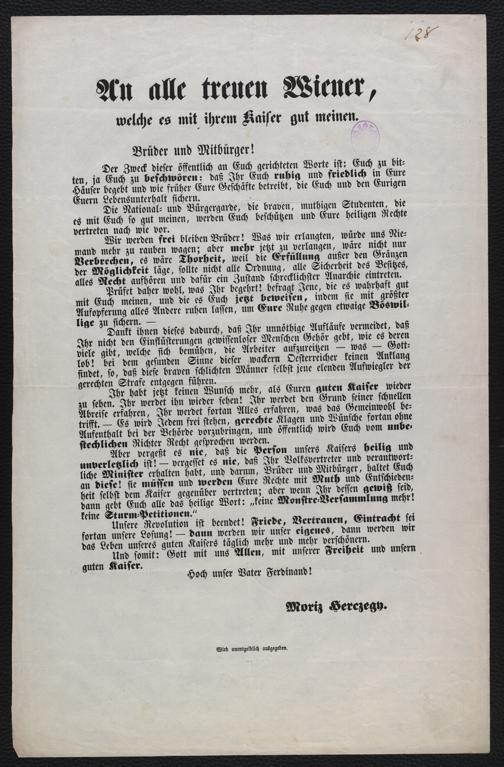 128
An alle treuen Wiener,
welche es mit ihrem Kaiser gut meinen.
Brüder und Mitbürger!
Der Zweck dieser öffentlich an Euch gerichteten Worte ist: Euch zu bit-
ten, ja Euch zu beschwören: daß Ihr Euch ruhig und friedlich in Eure
Häuser begebt und wie früher Eure Geschäfte betreibt, die Euch und den Eurigen
Euern Lebensunterhalt sichern.
Die National- und Bürgergarde, die braven, muthigen Studenten, die
es mit Euch so gut meinen, werden Euch beschützen und Eure heiligen Rechte
vertreten nach wie vor.
Wir werden frei bleiben Brüder! Was wir erlangten, würde uns Nie-
mand mehr zu rauben wagen; aber mehr jetzt zu verlangen, wäre nicht nur
Verbrechen, es wäre Thorheit, weil die Erfüllung außer den Gränzen
der Möglichkeit läge, sollte nicht alle Ordnung, alle Sicherheit des Besitzes,
alles Recht aufhören und dafür ein Zustand schrecklichster Anarchie eintreten.
Prüfet daher wohl, was Ihr begehrt! befragt Jene, die es wahrhaft gut
mit Euch meinen, und die es Euch jetzt beweisen, indem sie mit größter
Aufopferung alles Andere ruhen lassen, um Eure Ruhe gegen etwaige Böswil-
lige zu sichern. —
Dankt ihnen dieses dadurch, daß Ihr unnöthige Aufläufe vermeidet, daß
Ihr nicht den Einflüsterungen gewissenloser Menschen Gehör gebt, wie es deren
viele gibt, welche sich bemühen, die Arbeiter aufzureitzen — was — Gott-
lob! bei dem gesunden Sinne dieser wackern Oesterreicher keinen Anklang
findet, so, daß diese braven schlichten Männer selbst jene elenden Aufwiegler der
gerechten Strafe entgegen führen.
Ihr habt jetzt keinen Wunsch mehr, als Euren guten Kaiser wieder
zu sehen. Ihr werdet ihn wieder sehen! Ihr werdet den Grund seiner schnellen
Abreise erfahren, Ihr werdet fortan Alles erfahren, was das Gemeinwohl be-
trifft. — Es wird Jedem frei stehen, gerechte Klagen und Wünsche fortan ohne
Aufenthalt bei der Behörde vorzubringen, und öffentlich wird Euch vom unbe-
stechlichen Richter Recht gesprochen werden.
Aber vergeßt es nie, daß die Person unsers Kaisers heilig und
unverletzlich ist! — vergesset es nie, daß Ihr Volksvertreter und verantwort-
liche Minister erhalten habt, und darum, Brüder und Mitbürger, haltet Euch
an diese! sie müssen und werden Eure Rechte mit Muth und Entschieden-
heit selbst dem Kaiser gegenüber vertreten; aber wenn Ihr dessen gewiß seid,
dann gebt Euch alle das heilige Wort: „keine Monstre-Versammlung mehr!
keine Sturm-Petitionen.“
Unsere Revolution ist beendet! Friede, Vertrauen, Eintracht sei
fortan unsere Losung! — dann werden wir unser eigenes, dann werden wir
das Leben unseres guten Kaisers täglich mehr und mehr verschönern.
Und somit: Gott mit uns Allen, mit unserer Freiheit und unsern
guten Kaiser.
Hoch unser Vater Ferdinand!
Moriz Herczegy.
Wird unentgeltlich ausgegeben.